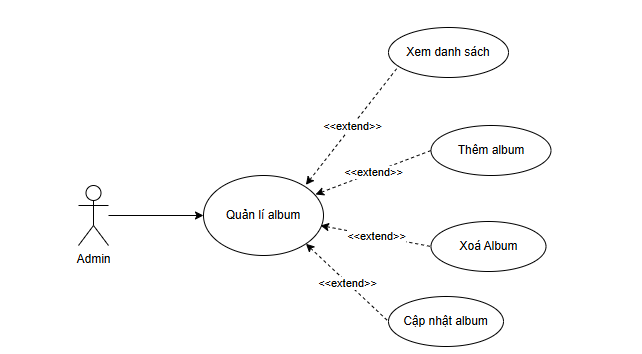 Xem danh sách
<<extend>>
Thêm album
<<extend>>
Quản lí album
<<extend>>
Xoá Album
Admin
<<extend>>
Cập nhật album